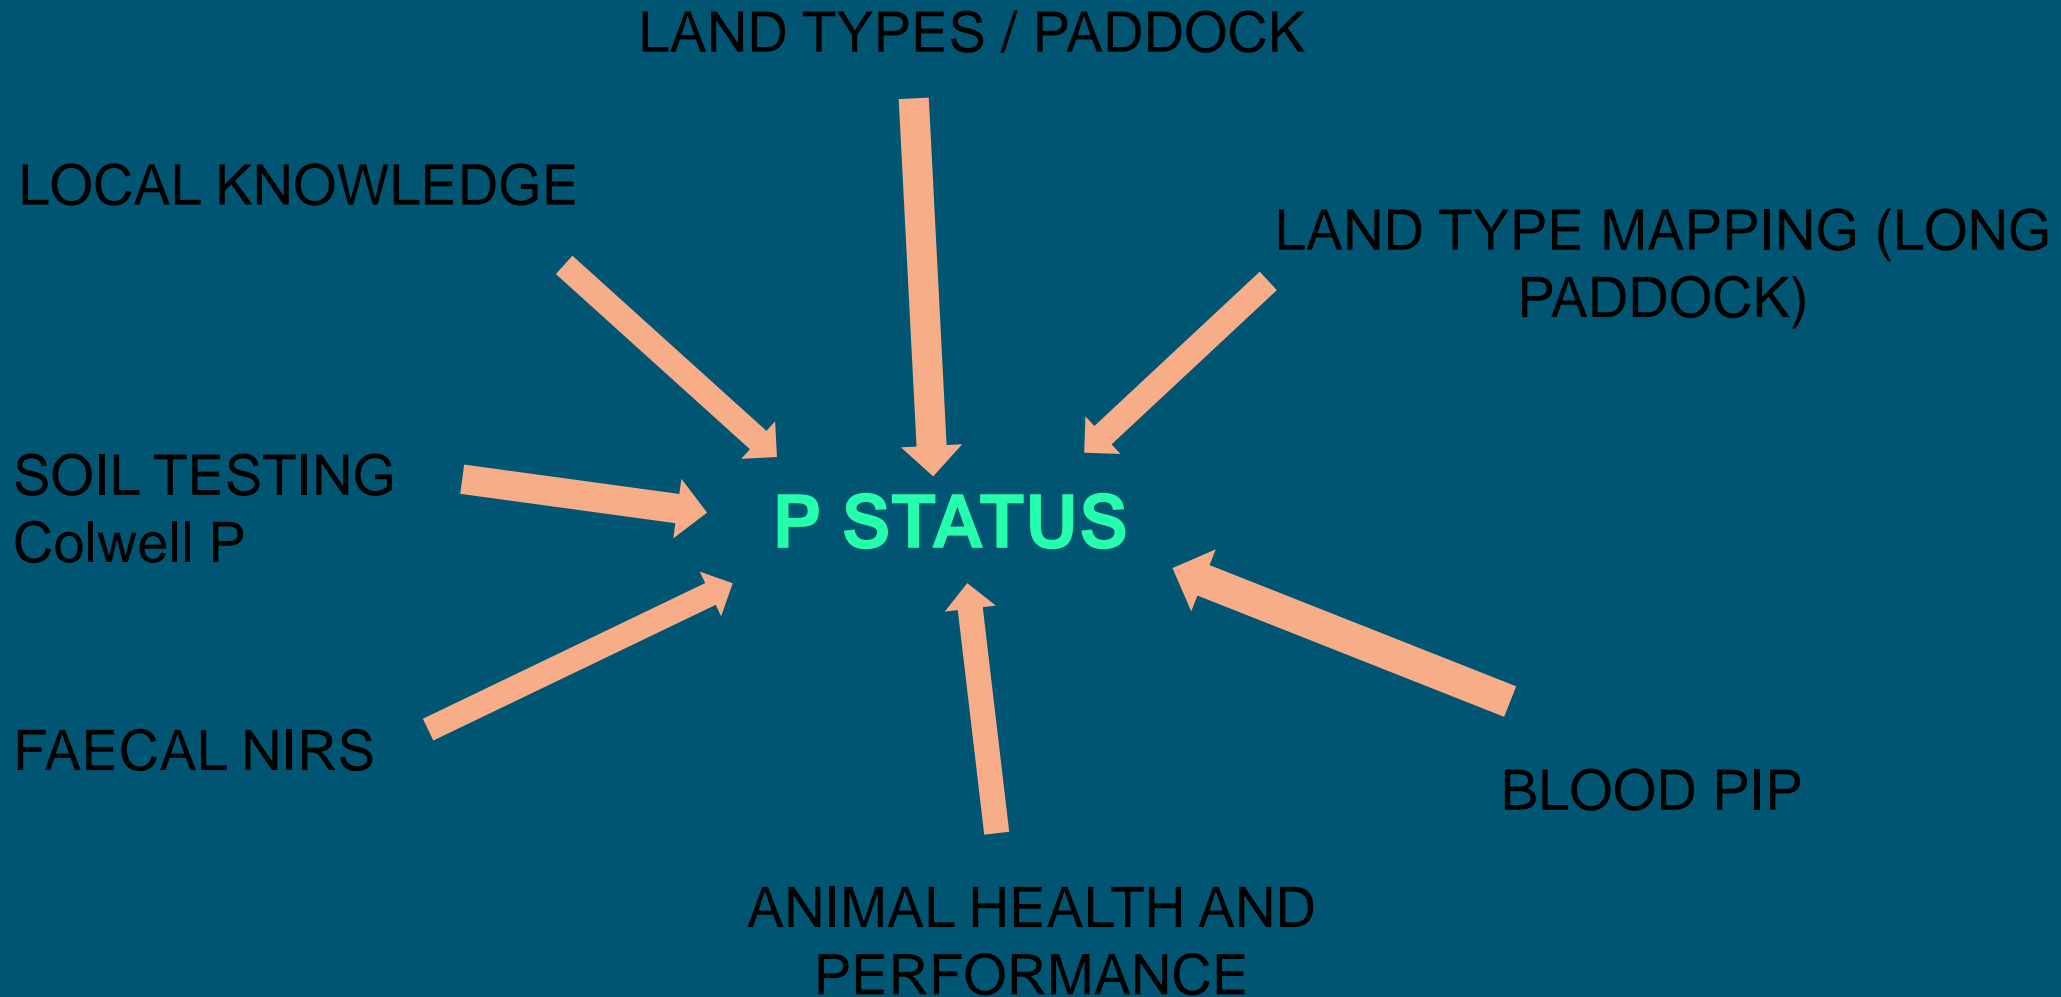 LAND TYPES / PADDOCK
LOCAL KNOWLEDGE
LAND TYPE MAPPING (LONG
PADDOCK)
SOIL TESTING
Colwell P
P STATUS
FAECAL NIRS
BLOOD PIP
ANIMAL HEALTH AND
PERFORMANCE